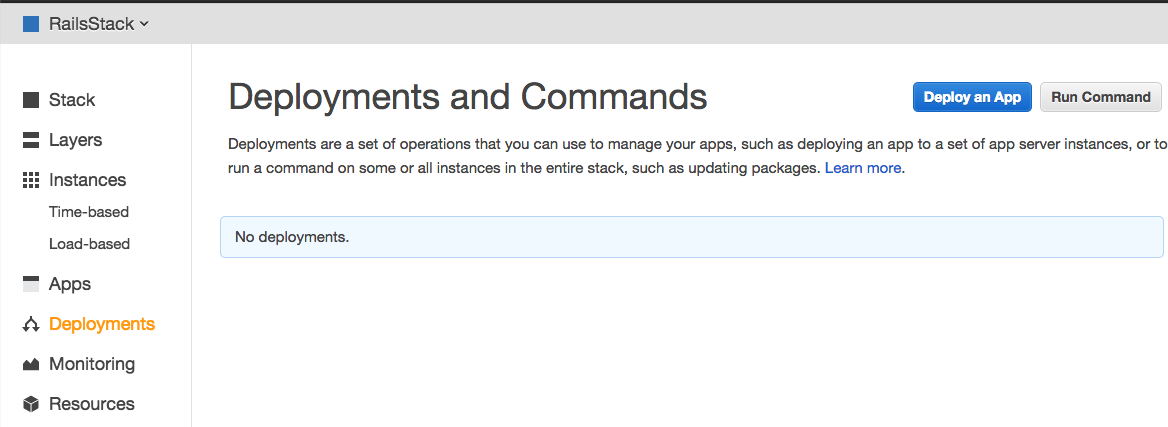 RailsStack
Stack
Layers
Instances
Time-based
Load-based
Apps
Deployments
Monitoring
Resources
Deployments and Commands
Deploy an App
Run Command
Deployments are a set of operations that you can use to manage your apps, such as deploying an app to a set of app server instances, or to
run a command on some or all instances in the entire stack, such as updating packages. Learn more.
No deployments.